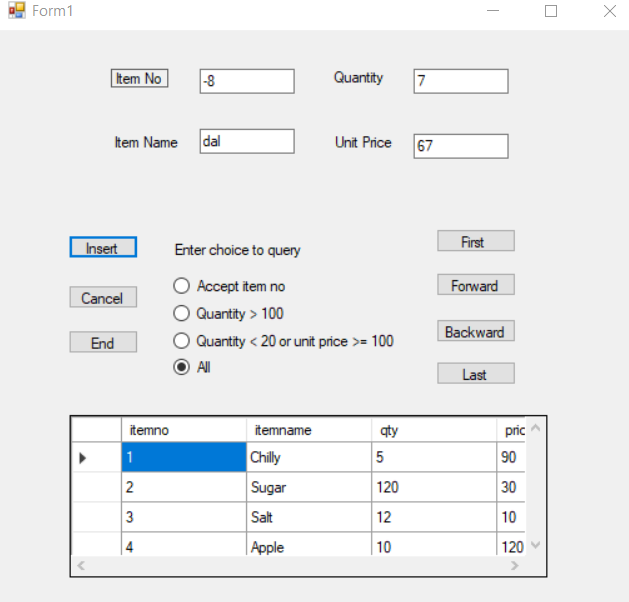 Form1
Item No -8 Quantity 7
Item Name dal Unit Price 67
Insert Enter choice to query First
Accept item no Forward
Cancel Quantity > 100
End Quantity < 20 or unit price >= 100 Backward
All Last
itemno itemname qty pric
1 Chilly 5 90
2 Sugar 120 30
3 Salt 12 10
4 Apple 10 120